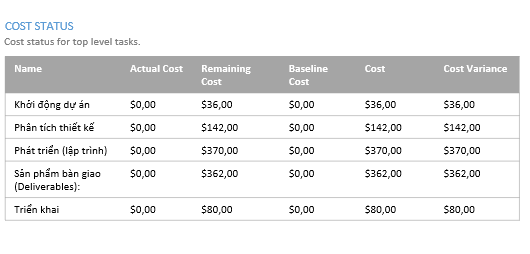 COST STATUS
Cost status for top level tasks.
Name Actual Cost Remaining Cost Baseline Cost Cost Cost Variance
Khởi động dự án $0,00 $36,00 $0,00 $36,00 $36,00
Phân tích thiết kế $0,00 $142,00 $0,00 $142,00 $142,00
Phát triển (lập trình) $0,00 $370,00 $0,00 $370,00 $370,00
Sản phẩm bàn giao (Deliverables): $0,00 $362,00 $0,00 $362,00 $362,00
Triển khai $0,00 $80,00 $0,00 $80,00 $80,00